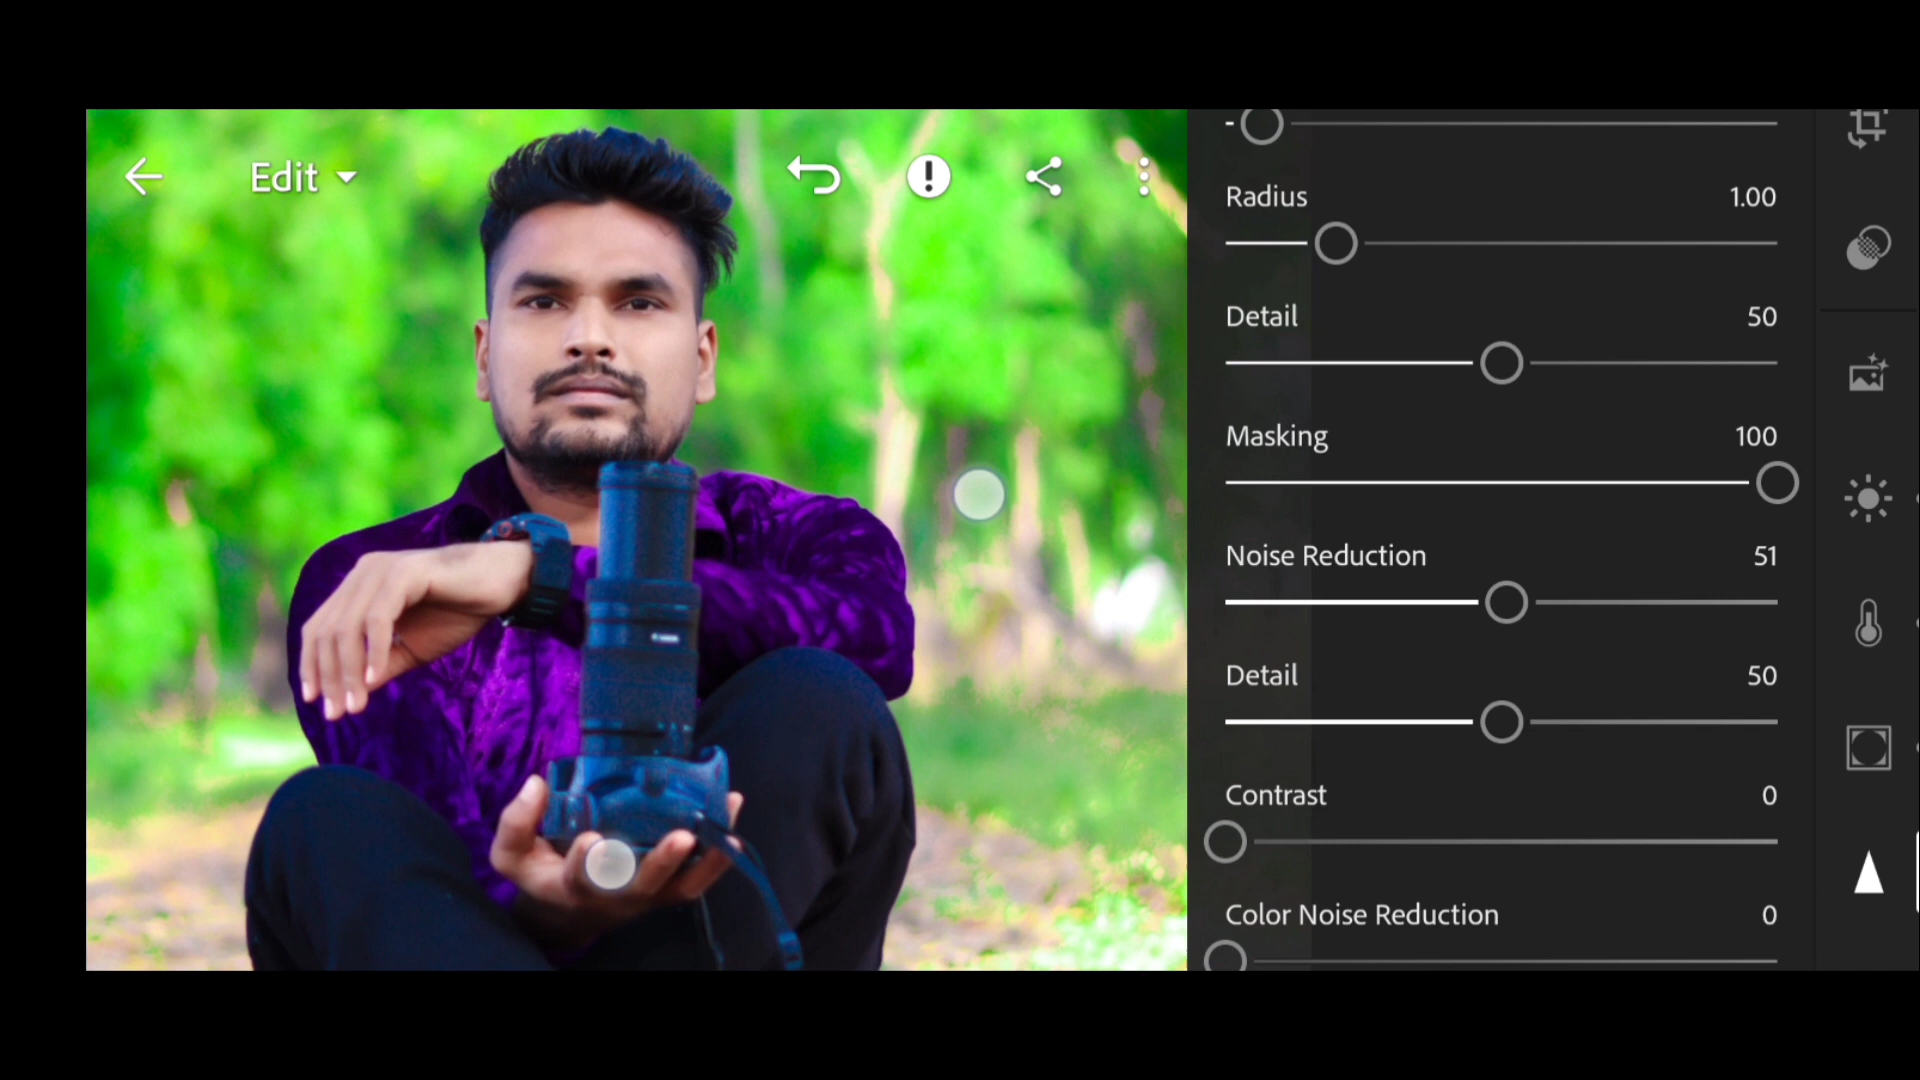 Edit
Radius 1.00
Detail 50
Masking 100
Noise Reduction 51
Detail 50
Contrast 0
Color Noise Reduction 0